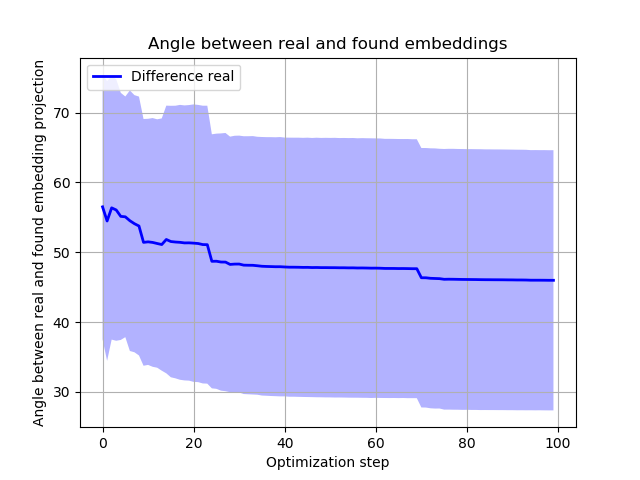 Angle between real and found embeddings
Difference real
Angle between real and found embedding projection
70
60
50
40
30
0 20 40 60 80 100
Optimization step